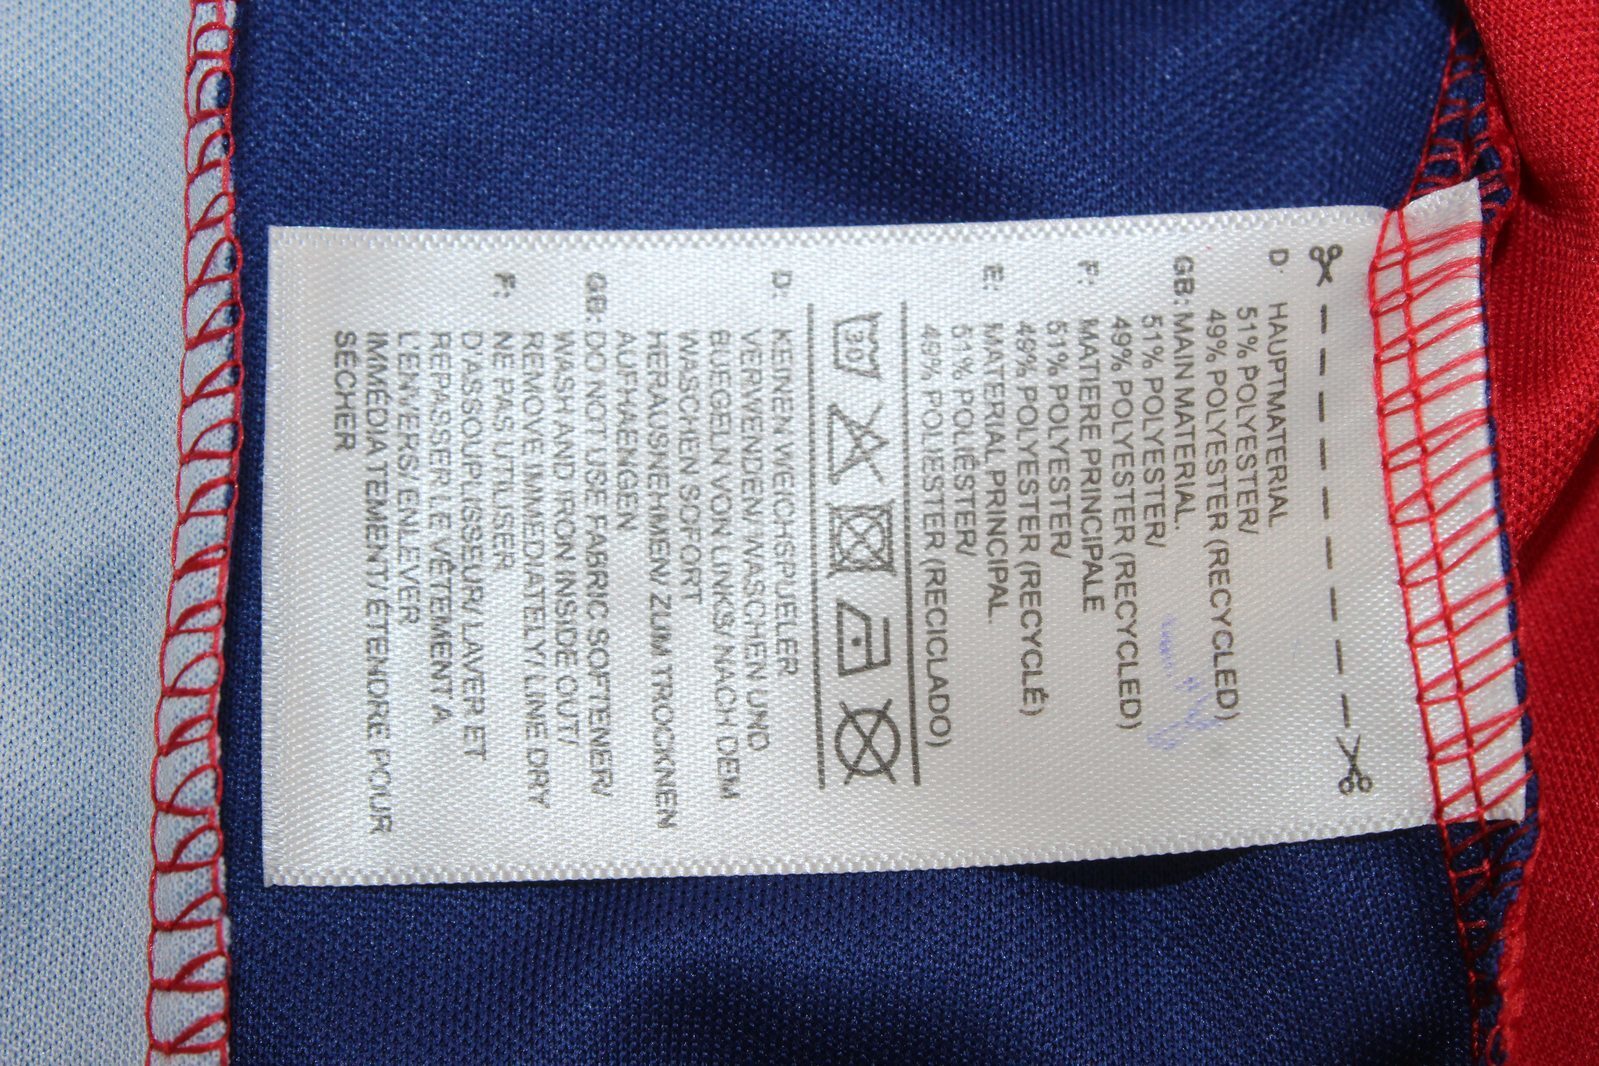 D: HAUPTMATERIAL
51% POLYESTER/
49% POLYESTER (RECYCLED)
GB: MAIN MATERIAL.
51% POLYESTER/
49% POLYESTER (RECYCLED)
F: MATIERE PRINCIPALE
51% POLYESTER/
49% POLYESTER (RECYCLÉ)
E: MATERIAL PRINCIPAL
51% POLIÉSTER/
49% POLIÉSTER (RECICLADO)
30
D: KEINEN WEICHSPUELER
VERWENDEN/ WASCHEN UND
BUEGELN VON LINKS/ NACH DEM
WASCHEN SOFORT
HERAUSNEHMEN/ ZUM TROCKNEN
AUFHAENGEN
GB: DO NOT USE FABRIC SOFTENER/
WASH AND IRON INSIDE OUT/
REMOVE IMMEDIATELY/ LINE DRY
F: NE PAS UTILISER
D'ASSOUPLISSEUR/ LAVER ET
REPASSER LE VÊTEMENT A
L'ENVERS/ ENLEVER
IMMÉDIATEMENT/ ÉTENDRE POUR
SÉCHER